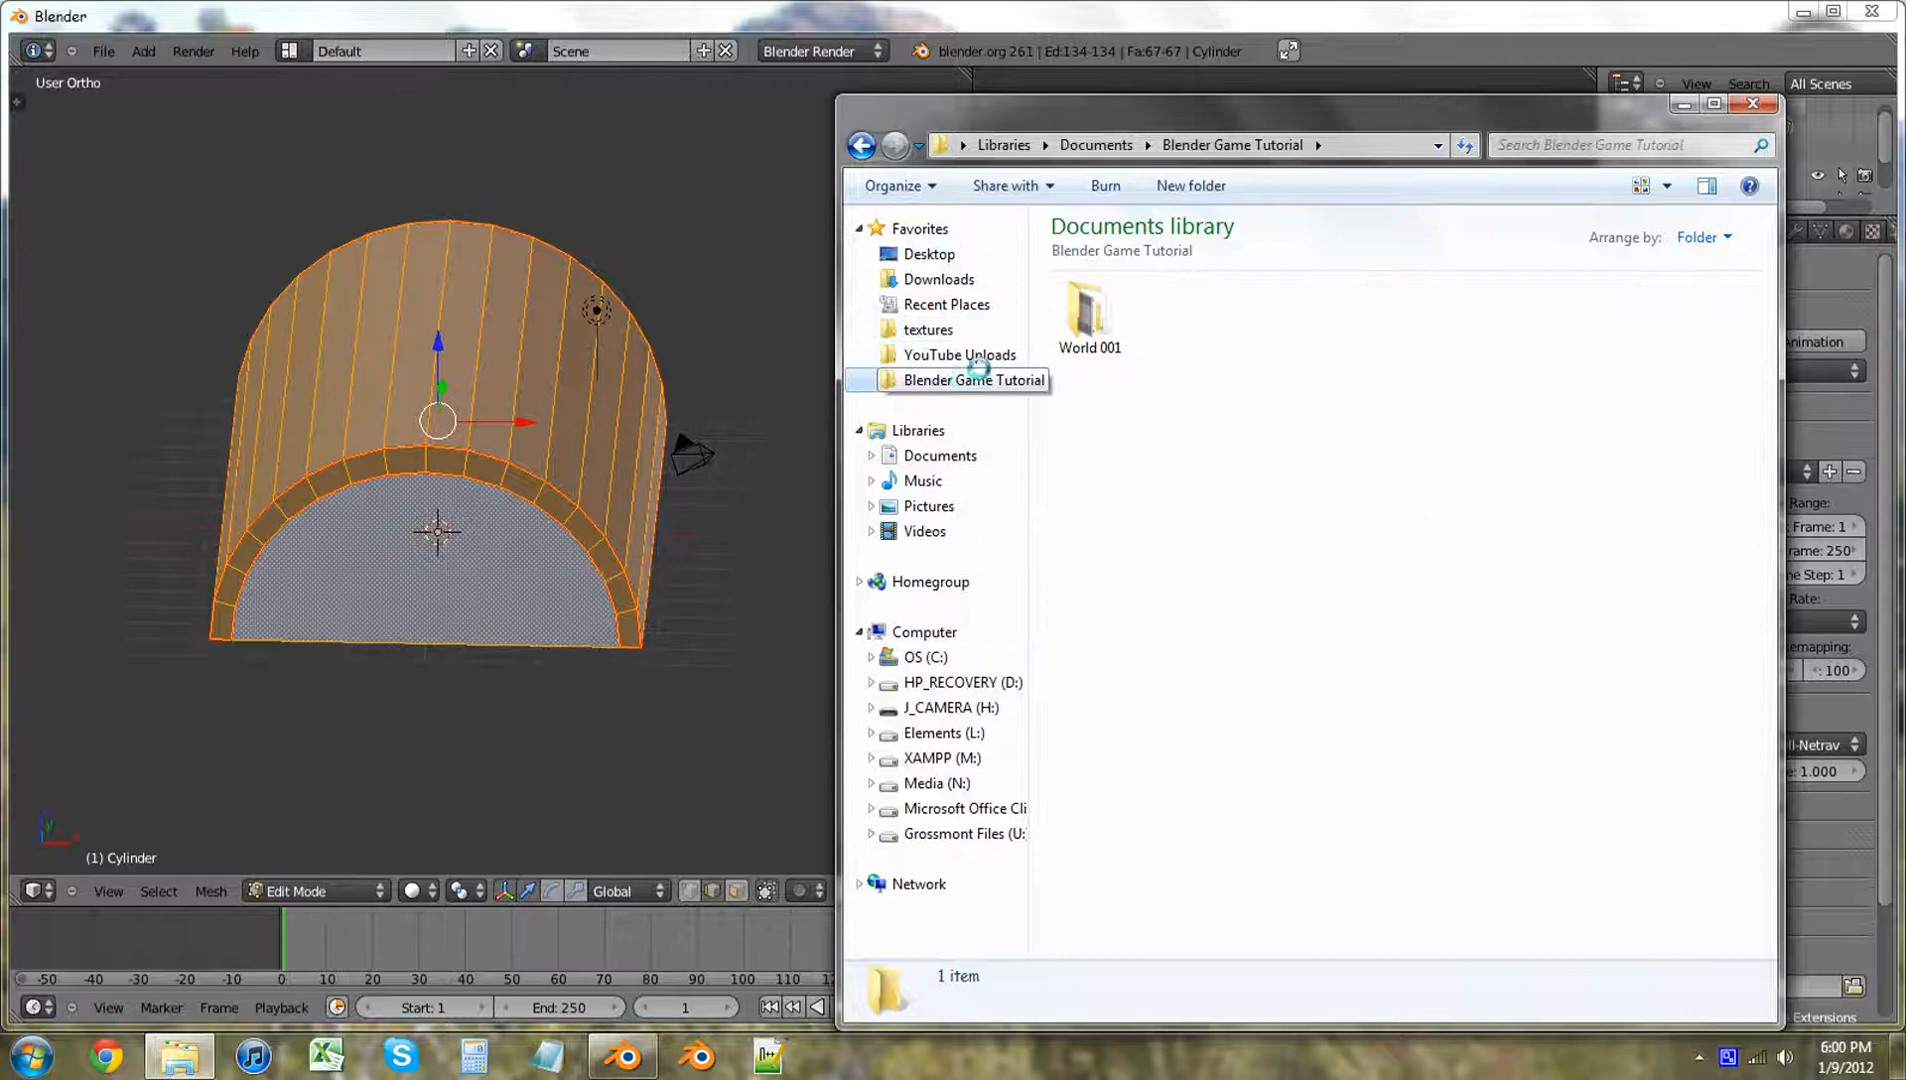 Blender
File Add Render Help Default Scene Blender Render blender.org 261 | Ed:134-134 | Fa:67-67 | Cylinder
User Ortho
View Search All Scenes
Libraries Documents Blender Game Tutorial Search Blender Game Tutorial
Organize Share with Burn New folder
Favorites
Desktop
Downloads
Recent Places
textures
YouTube Uploads
Blender Game Tutorial
Libraries
Documents
Music
Pictures
Videos
Homegroup
Computer
OS (C:)
HP_RECOVERY (D:)
J_CAMERA (H:)
Elements (L:)
XAMPP (M:)
Media (N:)
Microsoft Office Cli
Grossmont Files (U:
Network
Documents library
Blender Game Tutorial
Arrange by: Folder
World 001
1 item
Animation
Range:
Frame: 1
rame: 250
ne Step: 1
Rate:
emapping:
: 100
ll-Netrav
e: 1.000
Extensions
y
x
(1) Cylinder
View Select Mesh Edit Mode Global
-50 -40 -30 -20 -10 0 10 20 30 40 50 60 70 80 90 100 110 12
View Marker Frame Playback Start: 1 End: 250 1
6:00 PM
1/9/2012